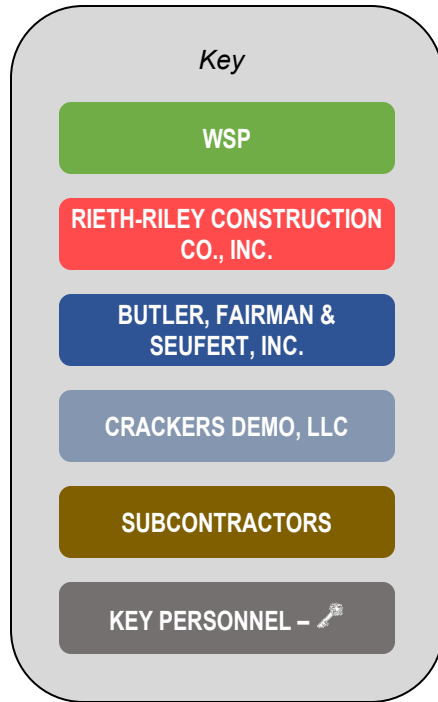 Key
WSP
RIETH-RILEY CONSTRUCTION
CO., INC.
BUTLER, FAIRMAN &
SEUFERT, INC.
CRACKERS DEMO, LLC
SUBCONTRACTORS
KEY PERSONNEL –